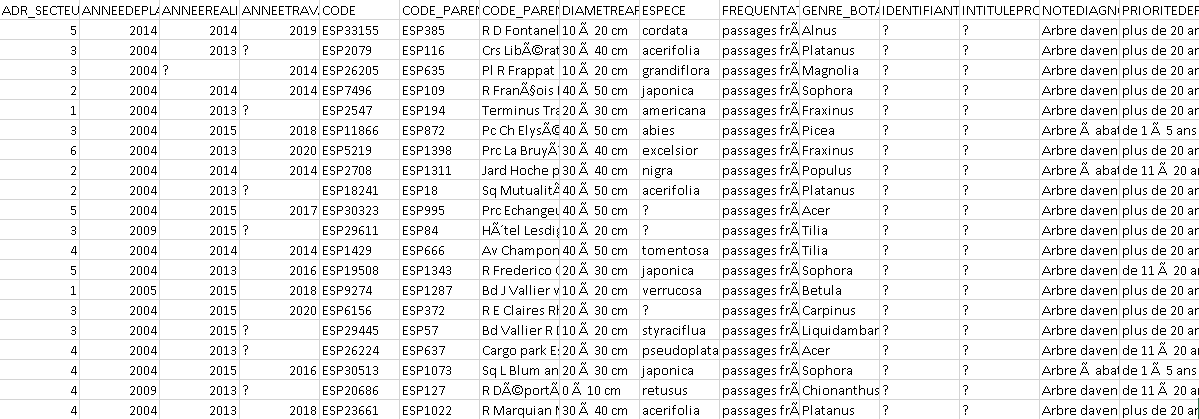 ADR_SECTEU ANNEEDEPLA ANNEEREALI ANNEETRAVA CODE CODE_PAREN CODE_PAREN DIAMETREAR ESPECE FREQUENTAT GENRE_BOTA IDENTIFIANT INTITULEPRO NOTEDIAGNO PRIORITEDER
5 2014 2014 2019 ESP33155 ESP385 R D Fontanel 10 Ã 20 cm cordata passages frÃ Alnus ? ? Arbre daven plus de 20 an
3 2004 2013 ? ESP2079 ESP116 Crs LibÃ©rat 30 Ã 40 cm acerifolia passages frÃ Platanus ? ? Arbre daven plus de 20 an
3 2004 ? 2014 ESP26205 ESP635 Pl R Frappat 10 Ã 20 cm grandiflora passages frÃ Magnolia ? ? Arbre daven plus de 20 an
2 2004 2014 2014 ESP7496 ESP109 R FranÃ§ois 40 Ã 50 cm japonica passages frÃ Sophora ? ? Arbre daven plus de 20 an
1 2004 2013 ? ESP2547 ESP194 Terminus Tra 20 Ã 30 cm americana passages frÃ Fraxinus ? ? Arbre daven plus de 20 an
3 2004 2015 2018 ESP11866 ESP872 Pc Ch ElysÃ© 40 Ã 50 cm abies passages frÃ Picea ? ? Arbre Ã abat de 1 Ã 5 ans
6 2004 2013 2020 ESP5219 ESP1398 Prc La BruyÃ¨ 30 Ã 40 cm excelsior passages frÃ Fraxinus ? ? Arbre daven plus de 20 an
2 2004 2014 2014 ESP2708 ESP1311 Jard Hoche p 30 Ã 40 cm nigra passages frÃ Populus ? ? Arbre Ã abat de 11 Ã 20 an
2 2004 2013 ? ESP18241 ESP18 Sq MutualitÃ 40 Ã 50 cm acerifolia passages frÃ Platanus ? ? Arbre daven plus de 20 an
5 2004 2015 2017 ESP30323 ESP995 Prc Echangeu 40 Ã 50 cm ? passages frÃ Acer ? ? Arbre daven plus de 20 an
3 2009 2015 ? ESP29611 ESP84 HÃ´tel Lesdig 10 Ã 20 cm ? passages frÃ Tilia ? ? Arbre daven plus de 20 an
4 2004 2014 2014 ESP1429 ESP666 Av Champon 40 Ã 50 cm tomentosa passages frÃ Tilia ? ? Arbre daven plus de 20 an
5 2004 2013 2016 ESP19508 ESP1343 R Frederico G 20 Ã 30 cm japonica passages frÃ Sophora ? ? Arbre daven de 11 Ã 20 an
1 2005 2015 2018 ESP9274 ESP1287 Bd J Vallier v 10 Ã 20 cm verrucosa passages frÃ Betula ? ? Arbre daven plus de 20 an
3 2004 2015 2020 ESP6156 ESP372 R E Claires Rh 20 Ã 30 cm ? passages frÃ Carpinus ? ? Arbre daven plus de 20 an
3 2004 2015 ? ESP29445 ESP57 Bd Vallier R D 10 Ã 20 cm styraciflua passages frÃ Liquidambar ? ? Arbre daven plus de 20 an
4 2004 2013 ? ESP26224 ESP637 Cargo park E 20 Ã 30 cm pseudoplata passages frÃ Acer ? ? Arbre daven de 11 Ã 20 an
4 2004 2015 2016 ESP30513 ESP1073 Sq L Blum an 20 Ã 30 cm japonica passages frÃ Sophora ? ? Arbre Ã abat de 1 Ã 5 ans
4 2009 2013 ? ESP20686 ESP127 R DÃ©portÃ 0 Ã 10 cm retusus passages frÃ Chionanthus ? ? Arbre daven de 11 Ã 20 an
4 2004 2013 2018 ESP23661 ESP1022 R Marquian 30 Ã 40 cm acerifolia passages frÃ Platanus ? ? Arbre daven plus de 20 an